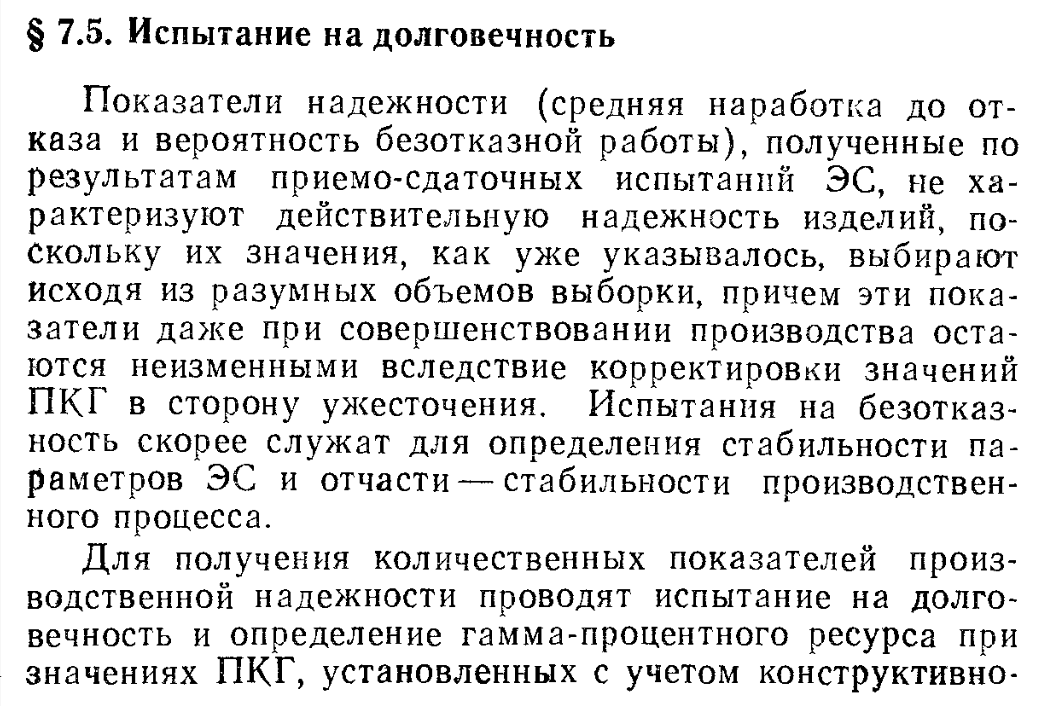 § 7.5. Испытание на долговечность
Показатели надежности (средняя наработка до от-
каза и вероятность безотказной работы), полученные по
результатам приемо-сдаточных испытаний ЭС, не ха-
рактеризуют действительную надежность изделий, по-
скольку их значения, как уже указывалось, выбирают
исходя из разумных объемов выборки, причем эти пока-
затели даже при совершенствовании производства оста-
ются неизменными вследствие корректировки значений
ПКГ в сторону ужесточения. Испытания на безотказ-
ность скорее служат для определения стабильности па-
раметров ЭС и отчасти — стабильности производствен-
ного процесса.
Для получения количественных показателей произ-
водственной надежности проводят испытание на долго-
вечность и определение гамма-процентного ресурса при
значениях ПКГ, установленных с учетом конструктивно-